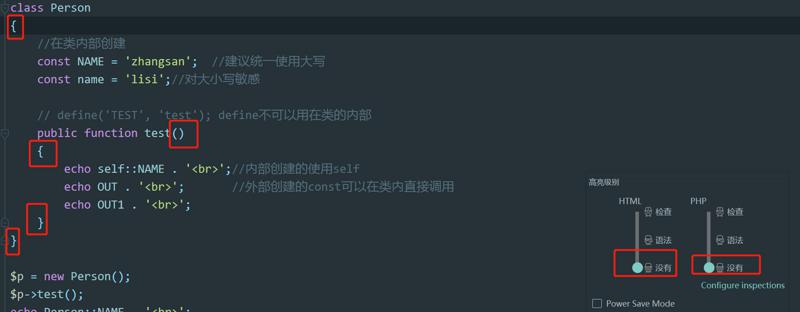 class Person
{
//在类内部创建
const NAME = 'zhangsan'; //建议统一使用大写
const name = 'lisi';//对大小写敏感
// define('TEST', 'test'); define不可以用在类的内部
public function test()
{
echo self::NAME . '<br>';//内部创建的使用self
echo OUT . '<br>'; //外部创建的const可以在类内直接调用
echo OUT1 . '<br>';
}
}
$p = new Person();
$p->test();
echo Person::NAME . '<br>';
高亮级别
HTML PHP
检查 检查
语法 语法
没有 没有
Configure inspections
Power Save Mode